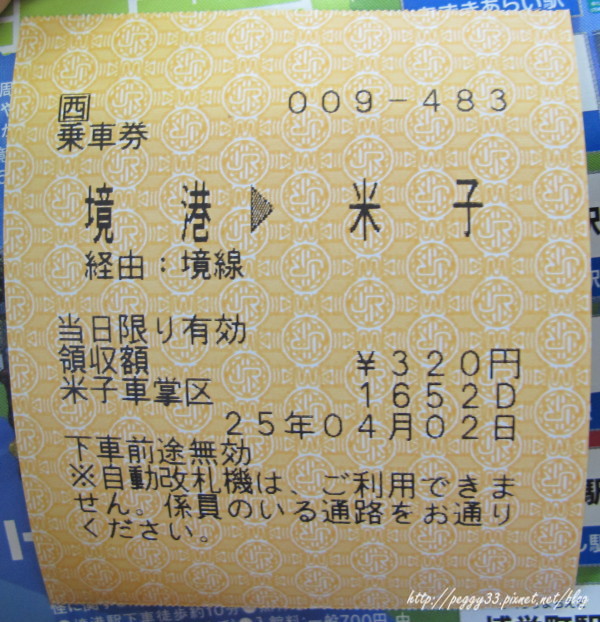 西 009-483
乗車券
境 港 ▶ 米 子
経由：境線
当日限り有効
領収額 ¥320円
米子車掌区 1652D
25年04月02日
下車前途無効
※自動改札機は、ご利用できま
せん。係員のいる通路をお通り
ください。
http://peggy33.pixnet.net/blog